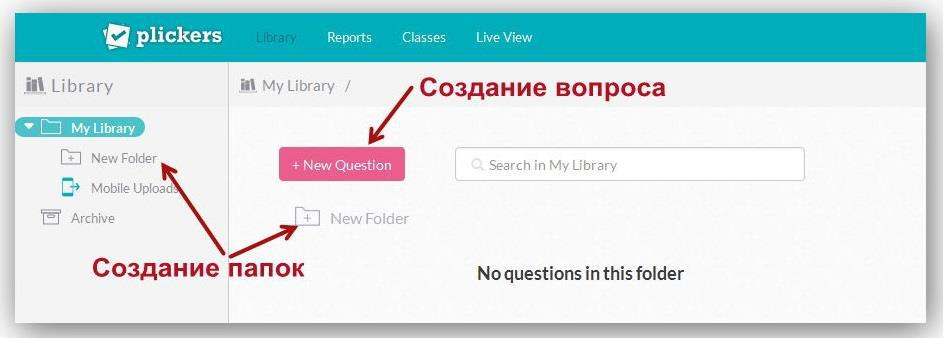 plickers Library Reports Classes Live View
Library
My Library /
Создание вопроса
My Library
New Folder
Mobile Uploads
Archive
+ New Question
Search in My Library
New Folder
Создание папок
No questions in this folder